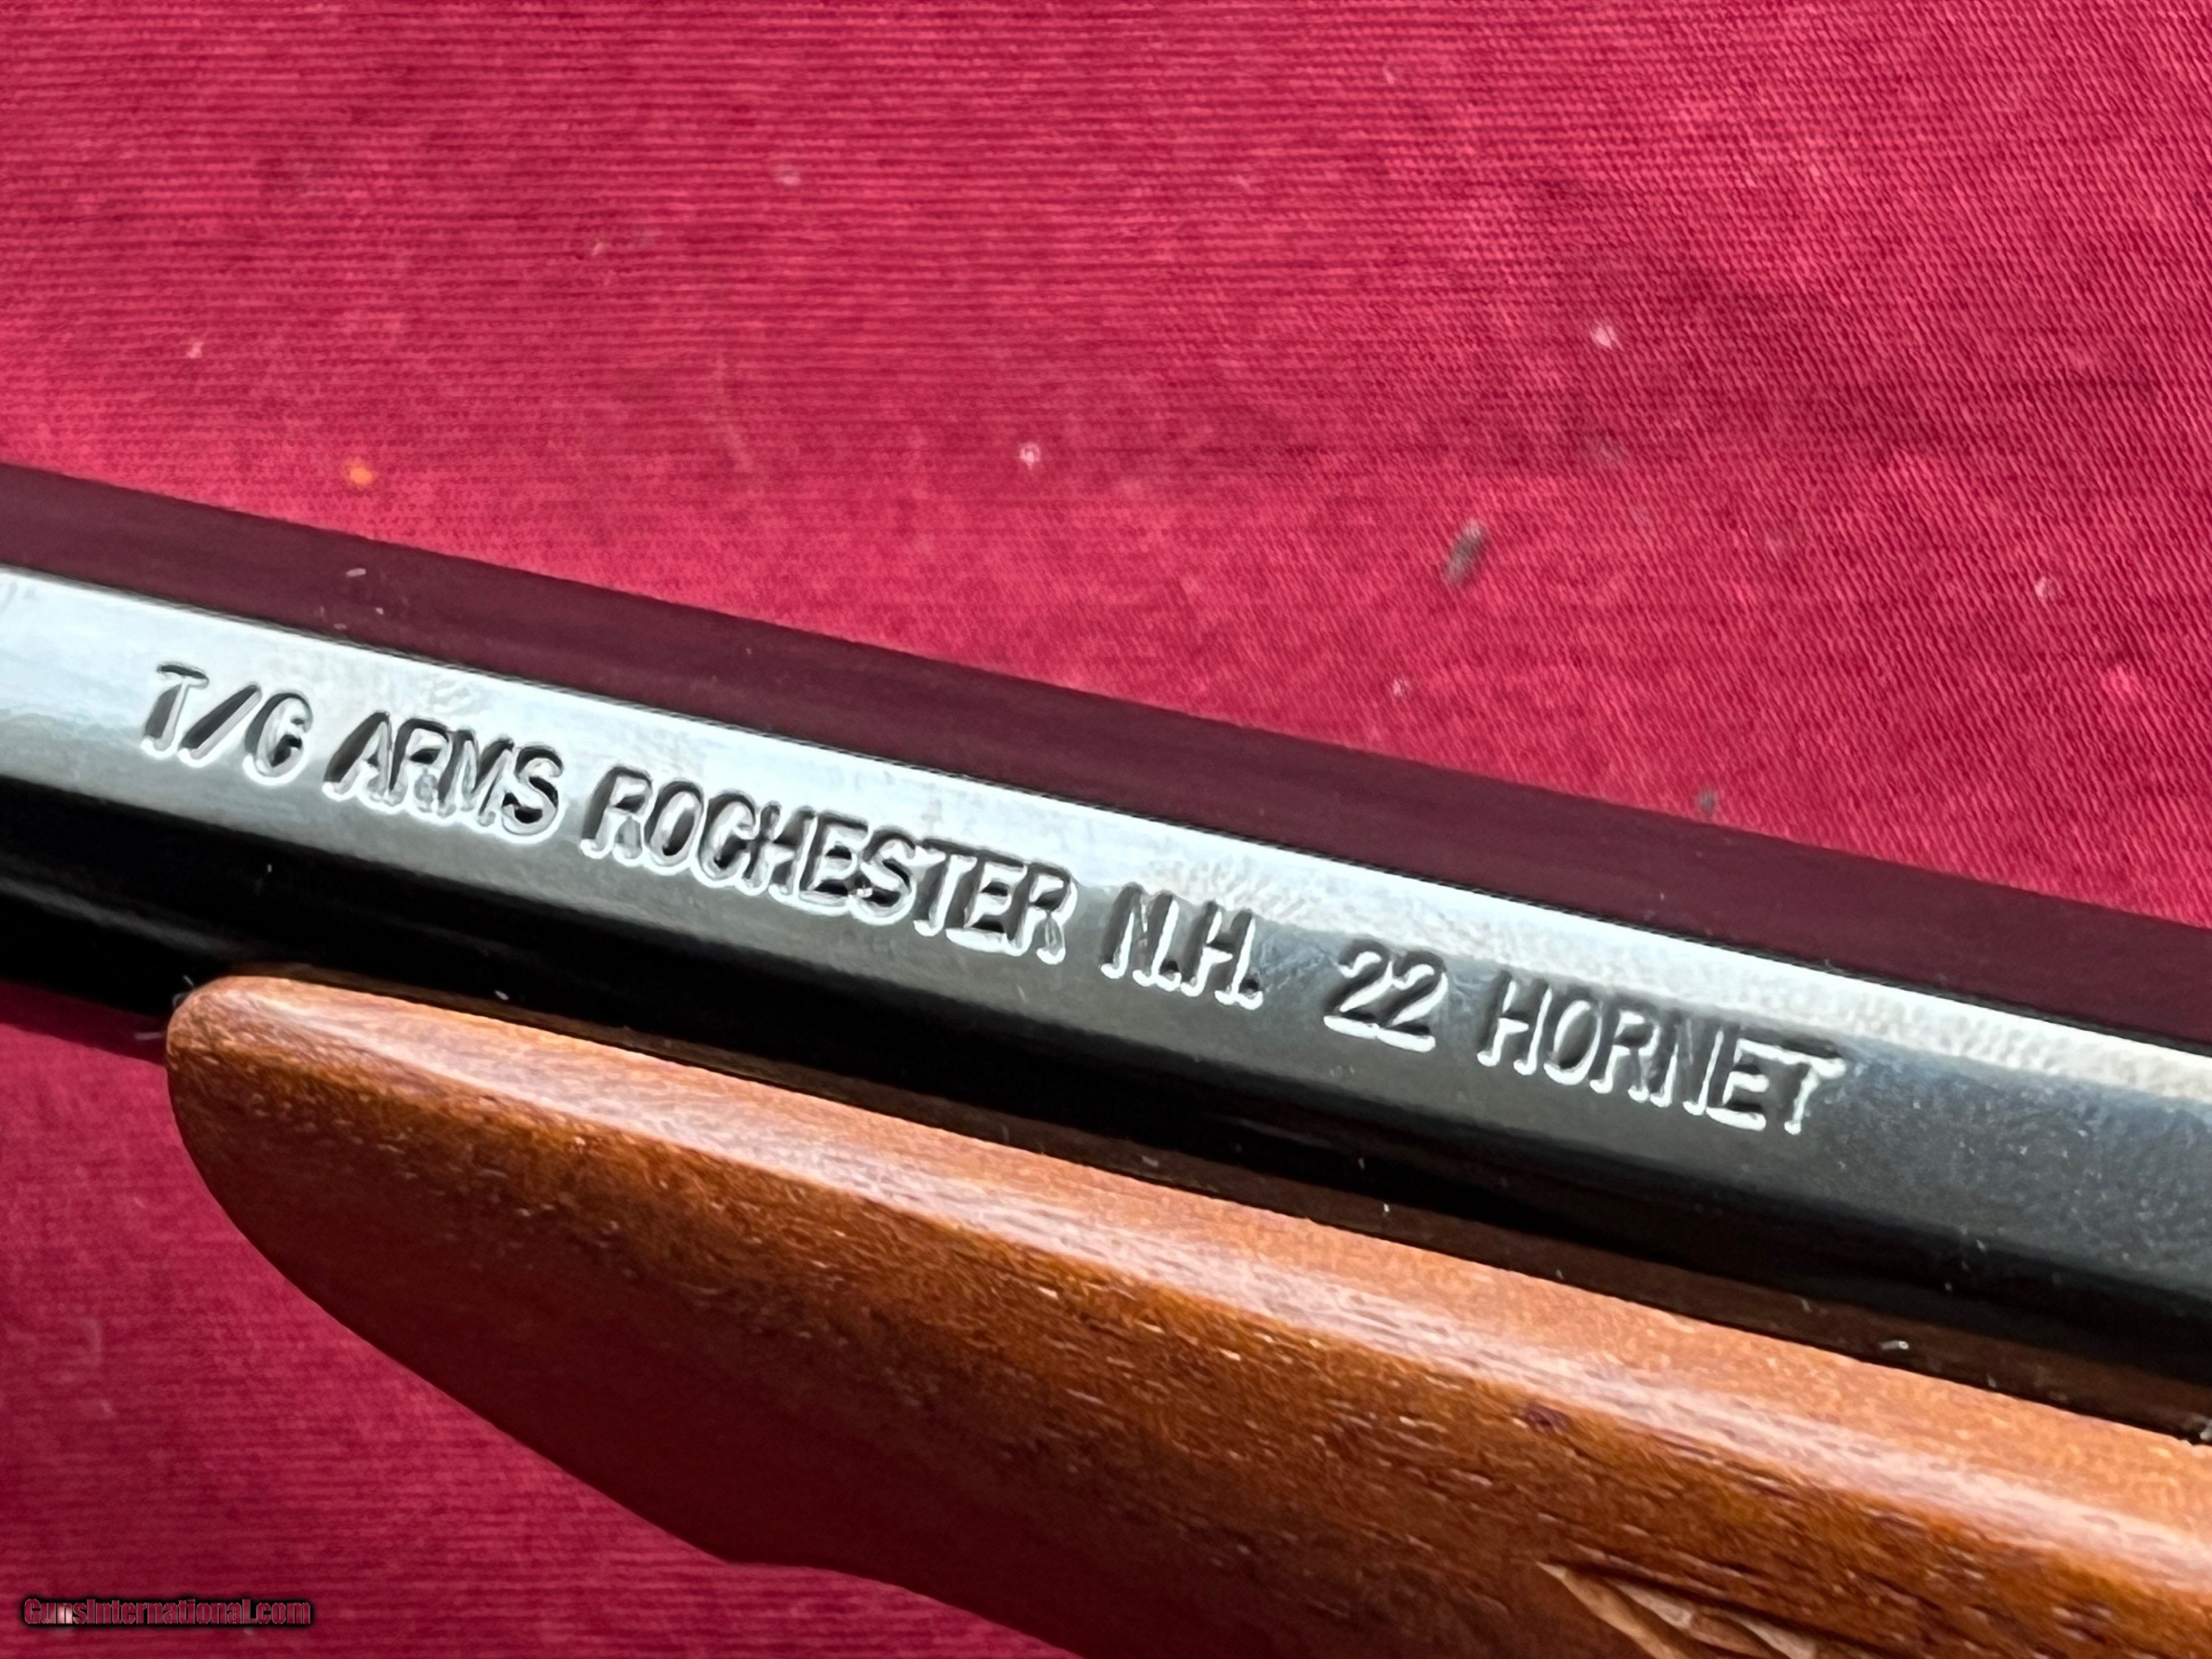 T/C ARMS ROCHESTER N.H. 22 HORNET
GunsInternational.com